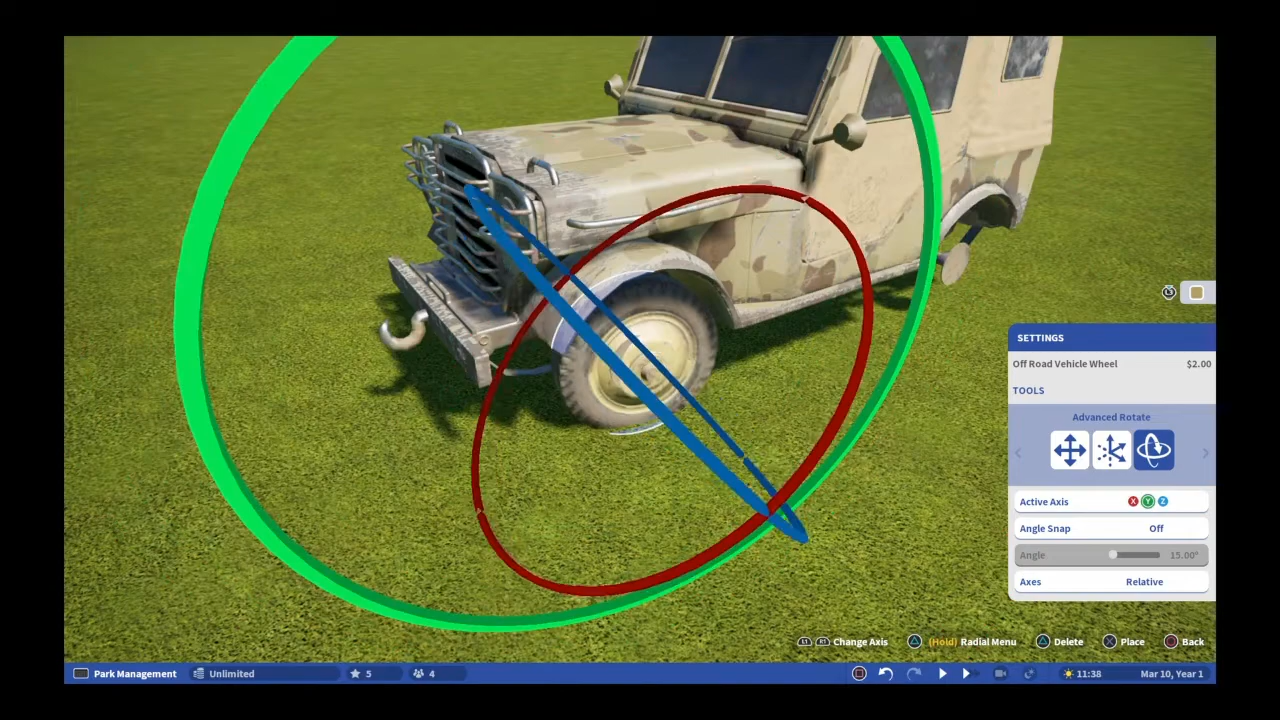 SETTINGS
Off Road Vehicle Wheel $2.00
TOOLS
Advanced Rotate
Active Axis X Y Z
Angle Snap Off
Angle 15.00°
Axes Relative
L1 R1 Change Axis (Hold) Radial Menu Delete Place Back
Park Management Unlimited 5 4 11:38 Mar 10, Year 1